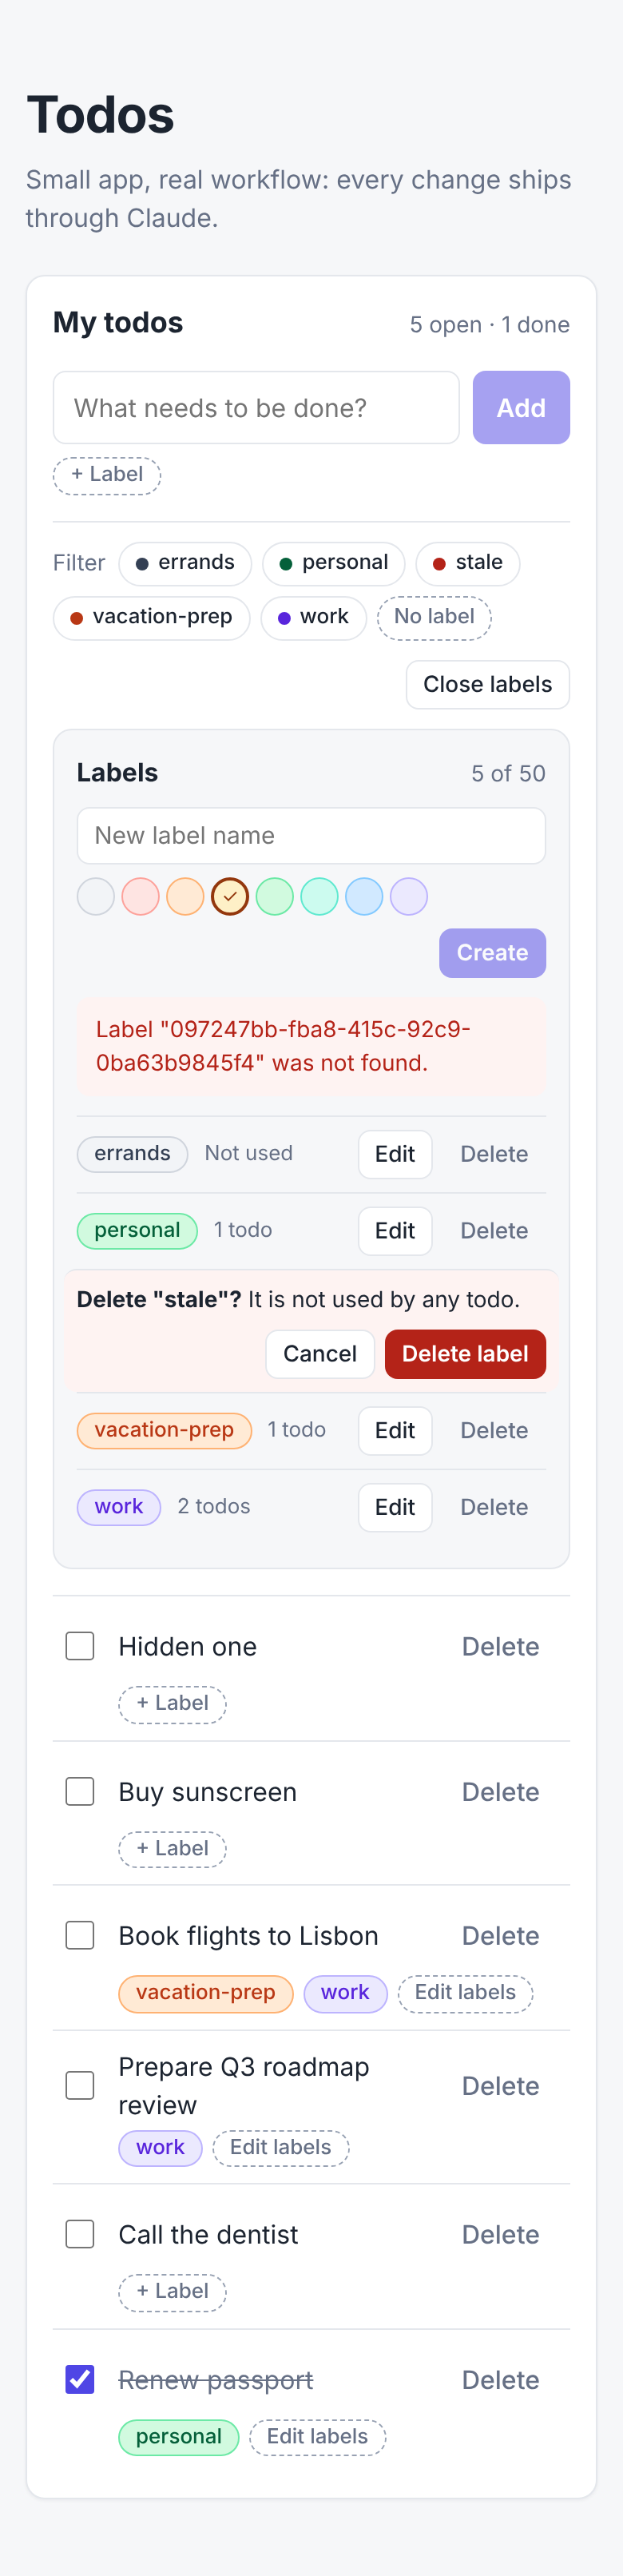 Todos
Small app, real workflow: every change ships
through Claude.
My todos
5 open · 1 done
What needs to be done?
Add
+ Label
Filter
errands
personal
stale
vacation-prep
work
No label
Close labels
Labels
5 of 50
New label name
Create
Label "097247bb-fba8-415c-92c9-
0ba63b9845f4" was not found.
errands
Not used
Edit
Delete
personal
1 todo
Edit
Delete
Delete "stale"? It is not used by any todo.
Cancel
Delete label
vacation-prep
1 todo
Edit
Delete
work
2 todos
Edit
Delete
Hidden one
Delete
+ Label
Buy sunscreen
Delete
+ Label
Book flights to Lisbon
Delete
vacation-prep
work
Edit labels
Prepare Q3 roadmap
review
Delete
work
Edit labels
Call the dentist
Delete
+ Label
Renew passport
Delete
personal
Edit labels